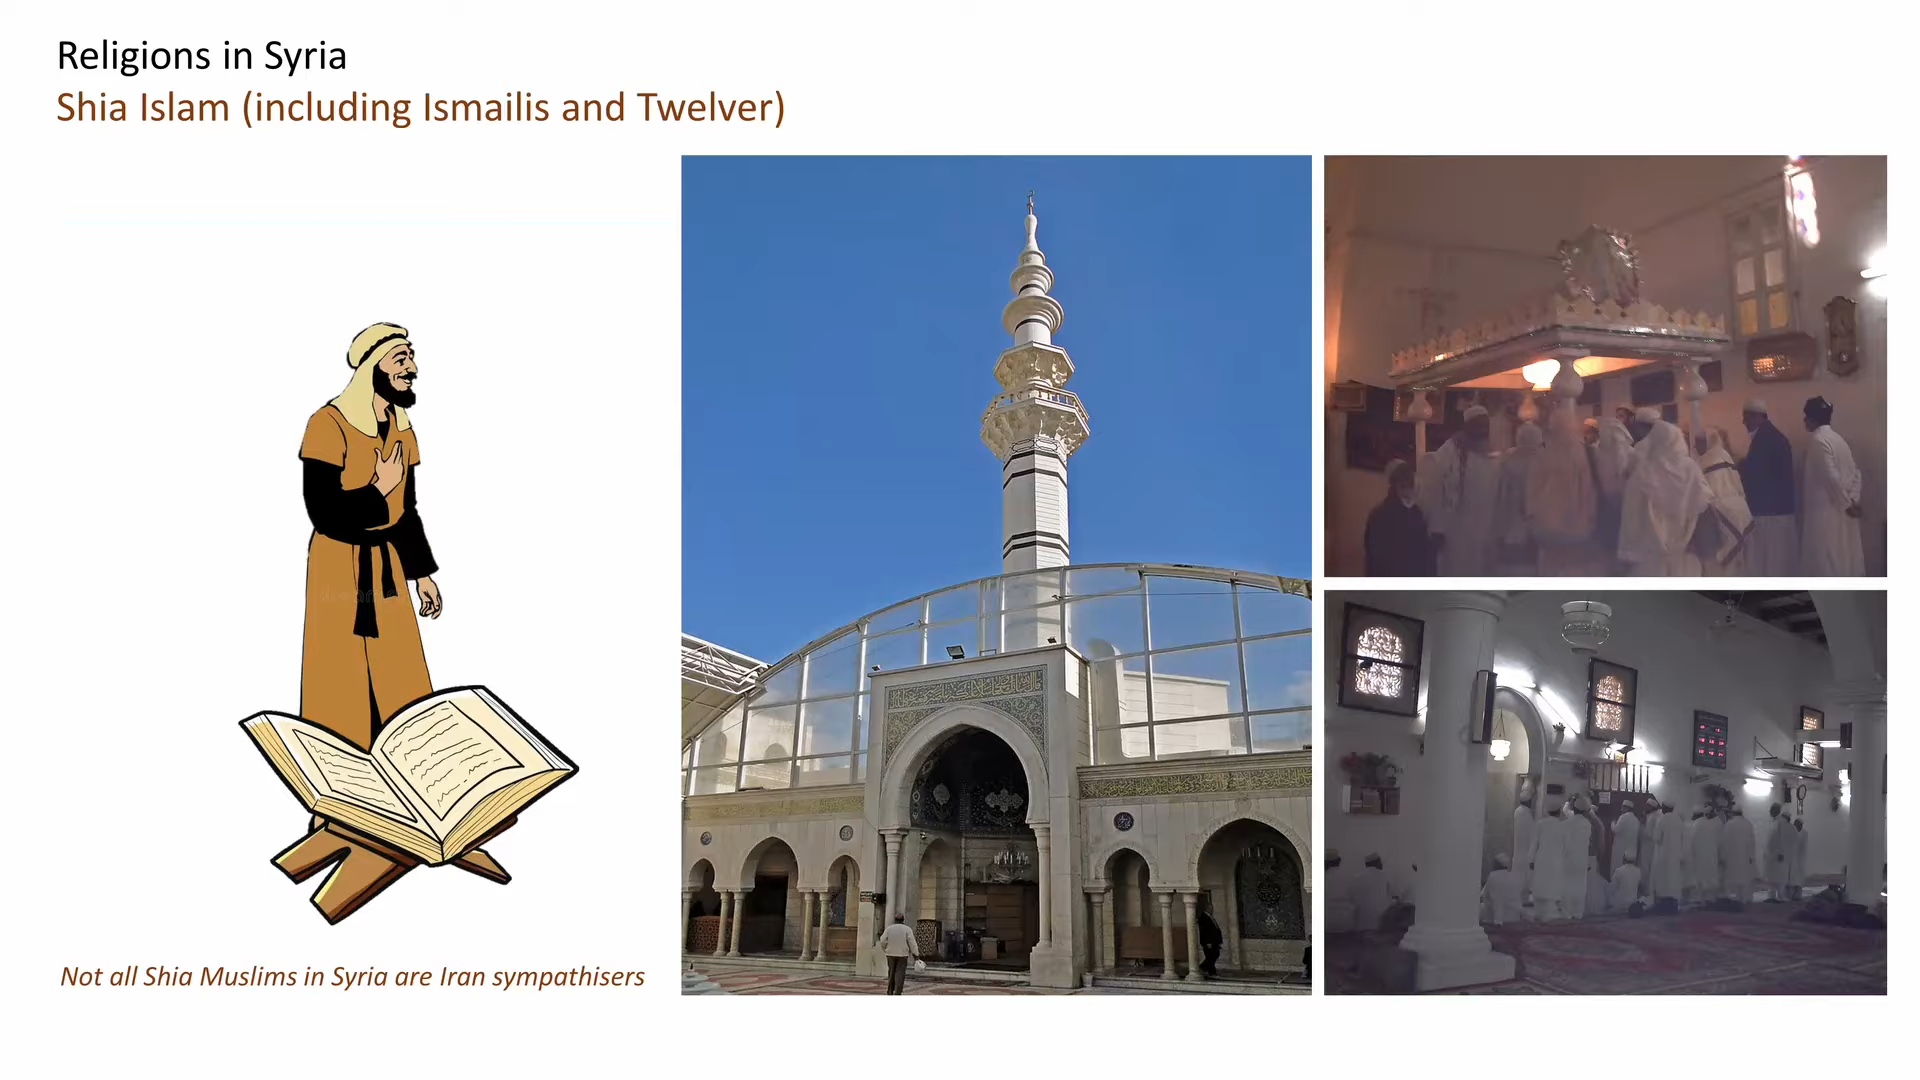 Religions in Syria
Shia Islam (including Ismailis and Twelver)
Not all Shia Muslims in Syria are Iran sympathisers